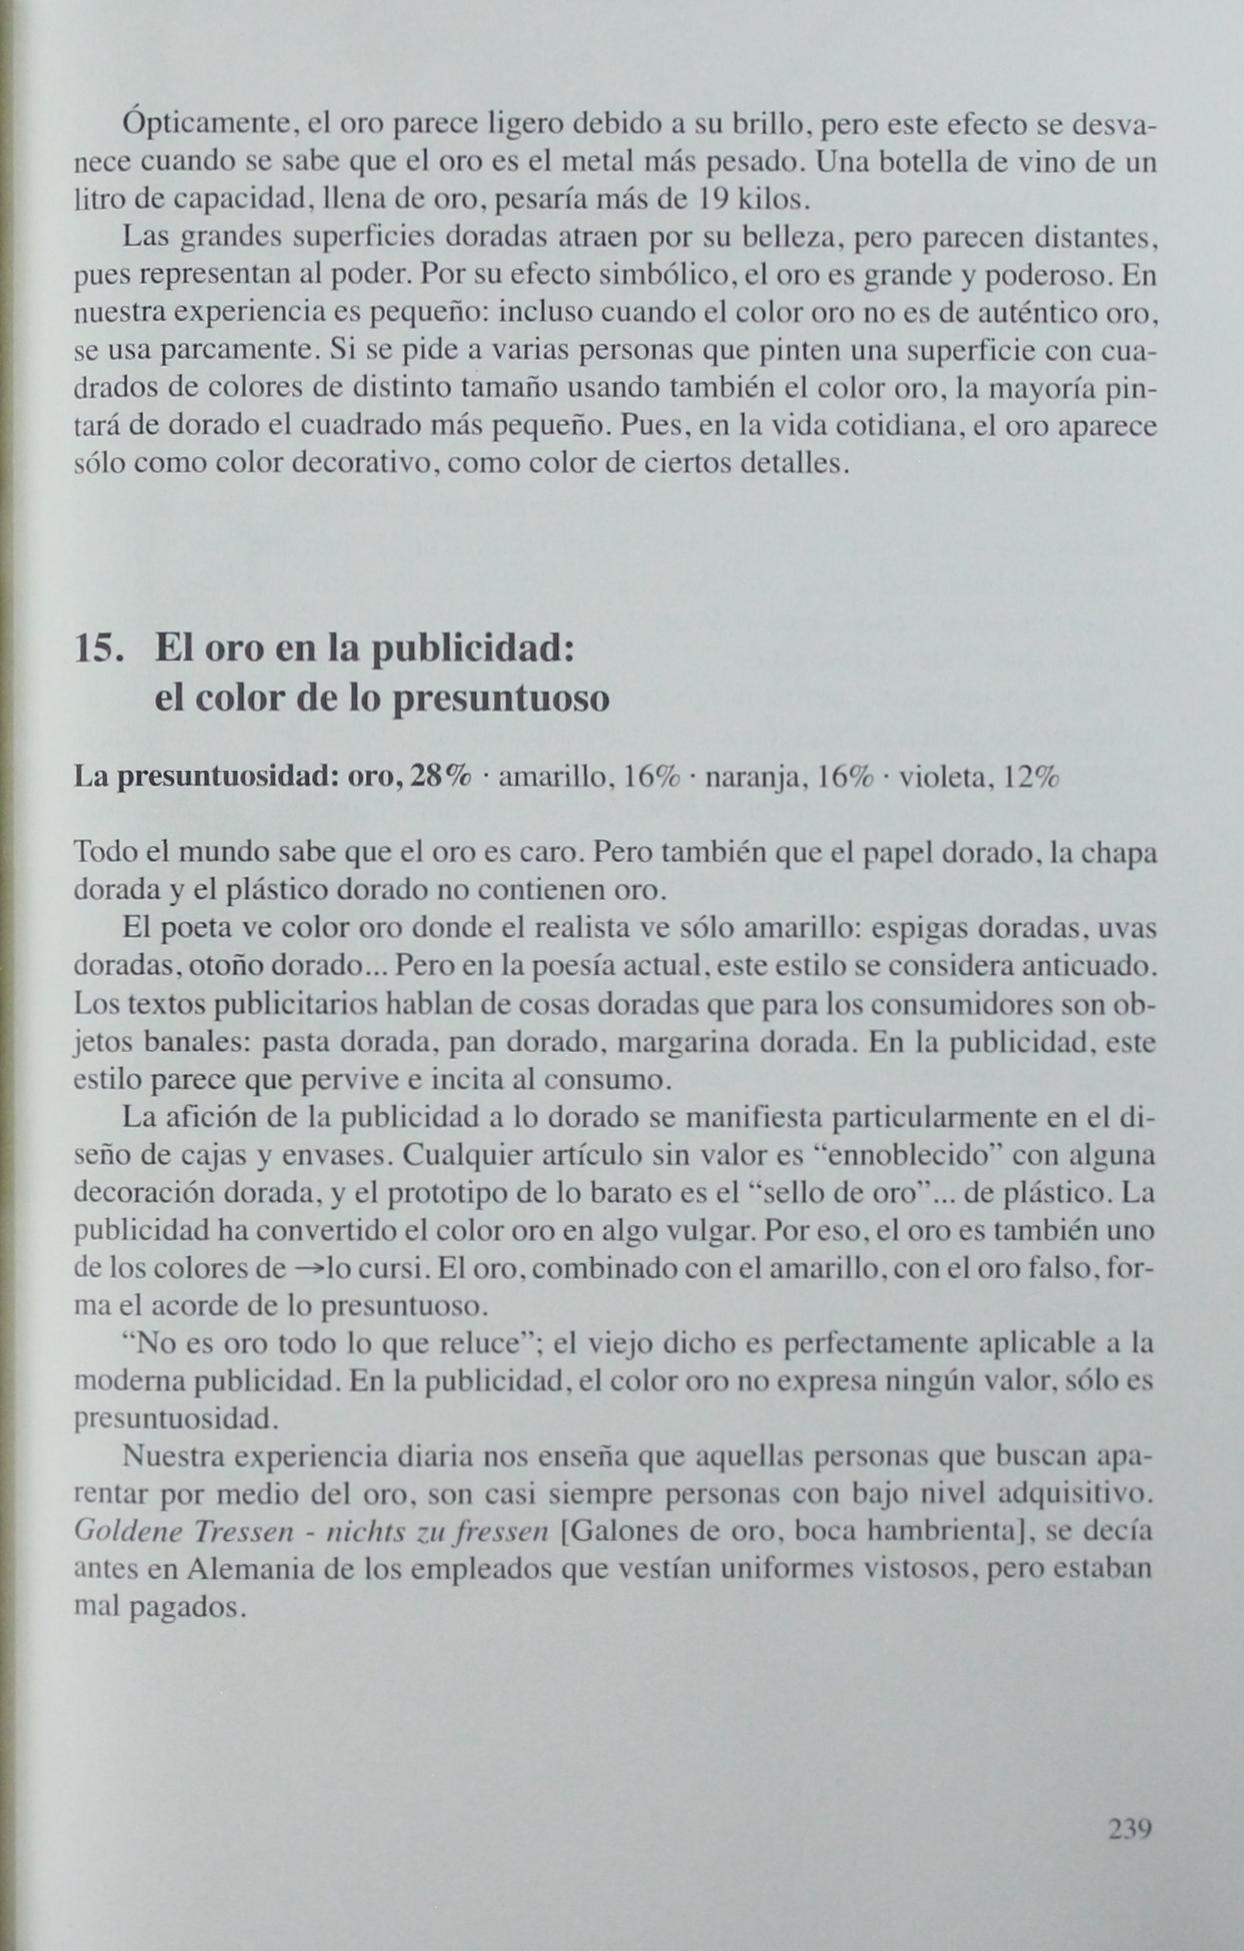 Ópticamente, el oro parece ligero debido a su brillo, pero este efecto se desva-
nece cuando se sabe que el oro es el metal más pesado. Una botella de vino de un
litro de capacidad, llena de oro, pesaría más de 19 kilos.
Las grandes superficies doradas atraen por su belleza, pero parecen distantes,
pues representan al poder. Por su efecto simbólico, el oro es grande y poderoso. En
nuestra experiencia es pequeño: incluso cuando el color oro no es de auténtico oro,
se usa parcamente. Si se pide a varias personas que pinten una superficie con cua-
drados de colores de distinto tamaño usando también el color oro, la mayoría pin-
tará de dorado el cuadrado más pequeño. Pues, en la vida cotidiana, el oro aparece
sólo como color decorativo, como color de ciertos detalles.
15. El oro en la publicidad:
el color de lo presuntuoso
La presuntuosidad: oro, 28% · amarillo, 16% · naranja, 16% · violeta, 12%
Todo el mundo sabe que el oro es caro. Pero también que el papel dorado, la chapa
dorada y el plástico dorado no contienen oro.
El poeta ve color oro donde el realista ve sólo amarillo: espigas doradas, uvas
doradas, otoño dorado... Pero en la poesía actual, este estilo se considera anticuado.
Los textos publicitarios hablan de cosas doradas que para los consumidores son ob-
jetos banales: pasta dorada, pan dorado, margarina dorada. En la publicidad, este
estilo parece que pervive e incita al consumo.
La afición de la publicidad a lo dorado se manifiesta particularmente en el di-
seño de cajas y envases. Cualquier artículo sin valor es “ennoblecido” con alguna
decoración dorada, y el prototipo de lo barato es el “sello de oro”... de plástico. La
publicidad ha convertido el color oro en algo vulgar. Por eso, el oro es también uno
de los colores de →lo cursi. El oro, combinado con el amarillo, con el oro falso, for-
ma el acorde de lo presuntuoso.
“No es oro todo lo que reluce”; el viejo dicho es perfectamente aplicable a la
moderna publicidad. En la publicidad, el color oro no expresa ningún valor, sólo es
presuntuosidad.
Nuestra experiencia diaria nos enseña que aquellas personas que buscan apa-
rentar por medio del oro, son casi siempre personas con bajo nivel adquisitivo.
Goldene Tressen - nichts zu fressen [Galones de oro, boca hambrienta], se decía
antes en Alemania de los empleados que vestían uniformes vistosos, pero estaban
mal pagados.
239